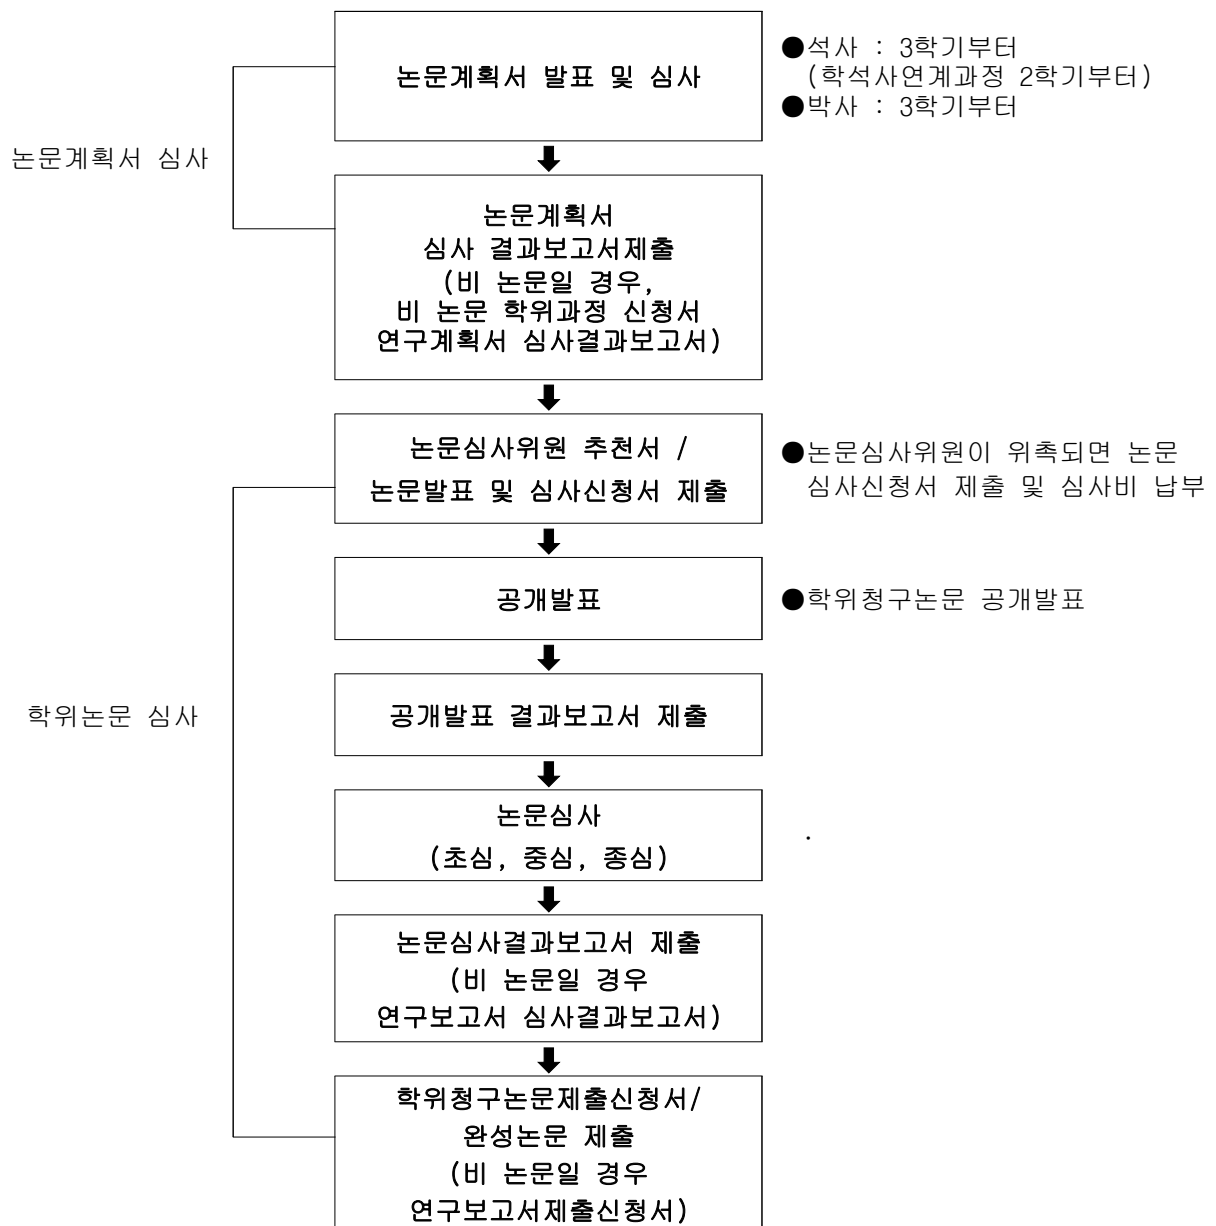 논문계획서 발표 및 심사
●석사 : 3학기부터
(학석사연계과정 2학기부터)
●박사 : 3학기부터
논문계획서 심사
논문계획서
심사 결과보고서제출
(비 논문일 경우,
비 논문 학위과정 신청서
연구계획서 심사결과보고서)
논문심사위원 추천서 /
논문발표 및 심사신청서 제출
●논문심사위원이 위촉되면 논문
심사신청서 제출 및 심사비 납부
공개발표
●학위청구논문 공개발표
학위논문 심사
공개발표 결과보고서 제출
논문심사
(초심, 중심, 종심)
.
논문심사결과보고서 제출
(비 논문일 경우
연구보고서 심사결과보고서)
학위청구논문제출신청서/
완성논문 제출
(비 논문일 경우
연구보고서제출신청서)